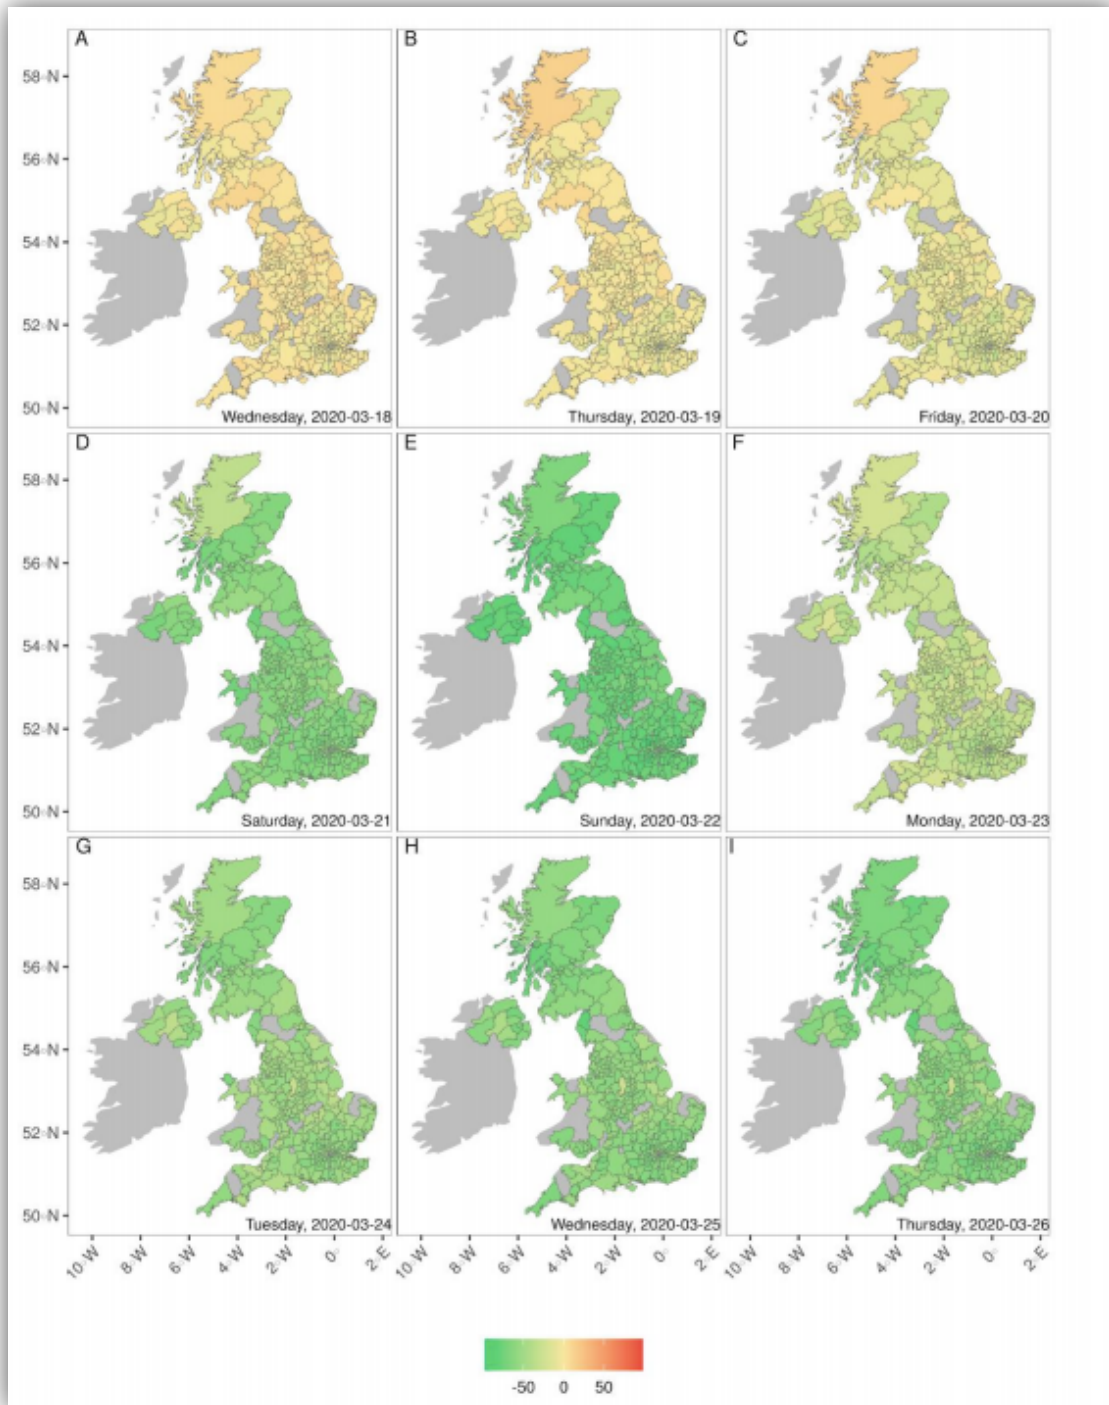 A
B
C
58°N
56°N
54°N
52°N
50°N
Wednesday, 2020-03-18
Thursday, 2020-03-19
Friday, 2020-03-20
D
E
F
58°N
56°N
54°N
52°N
50°N
Saturday, 2020-03-21
Sunday, 2020-03-22
Monday, 2020-03-23
G
H
I
58°N
56°N
54°N
52°N
50°N
Tuesday, 2020-03-24
Wednesday, 2020-03-25
Thursday, 2020-03-26
10°W 8°W 6°W 4°W 2°W 0° 2°E
10°W 8°W 6°W 4°W 2°W 0° 2°E
10°W 8°W 6°W 4°W 2°W 0° 2°E
-50 0 50